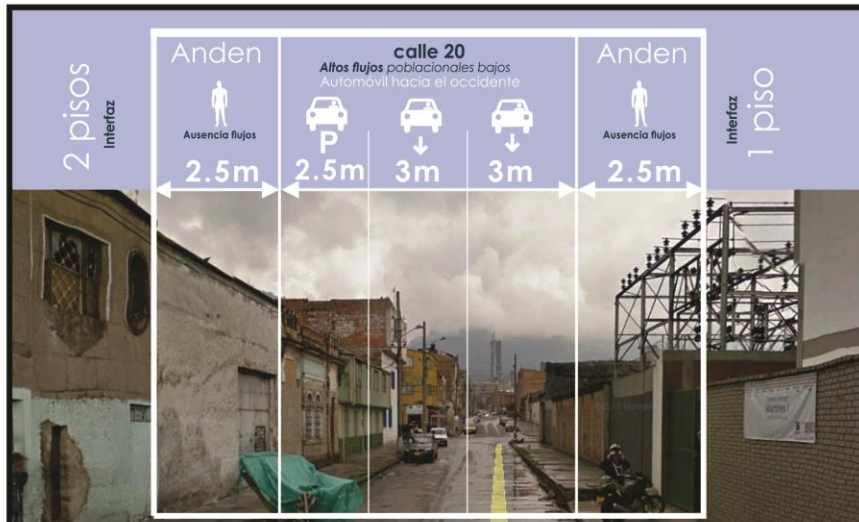 2 pisos
Interfaz
Anden
Ausencia flujos
2.5m
calle 20
Altos flujos poblacionales bajos
Automóvil hacia el occidente
P
2.5m
3m
3m
Anden
Ausencia flujos
2.5m
Interfaz
1 piso